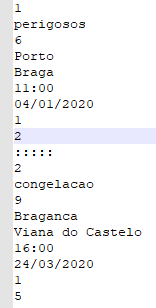 1
perigosos
6
Porto
Braga
11:00
04/01/2020
1
2
:::::
2
congelacao
9
Braganca
Viana do Castelo
16:00
24/03/2020
1
5